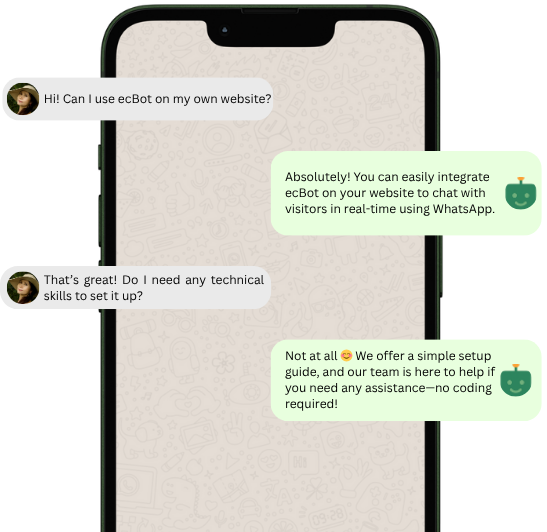 Hi! Can I use ecBot on my own website?
Absolutely! You can easily integrate
ecBot on your website to chat with
visitors in real-time using WhatsApp.
That's great! Do I need any technical
skills to set it up?
Not at all 😊 We offer a simple setup
guide, and our team is here to help if
you need any assistance—no coding
required!